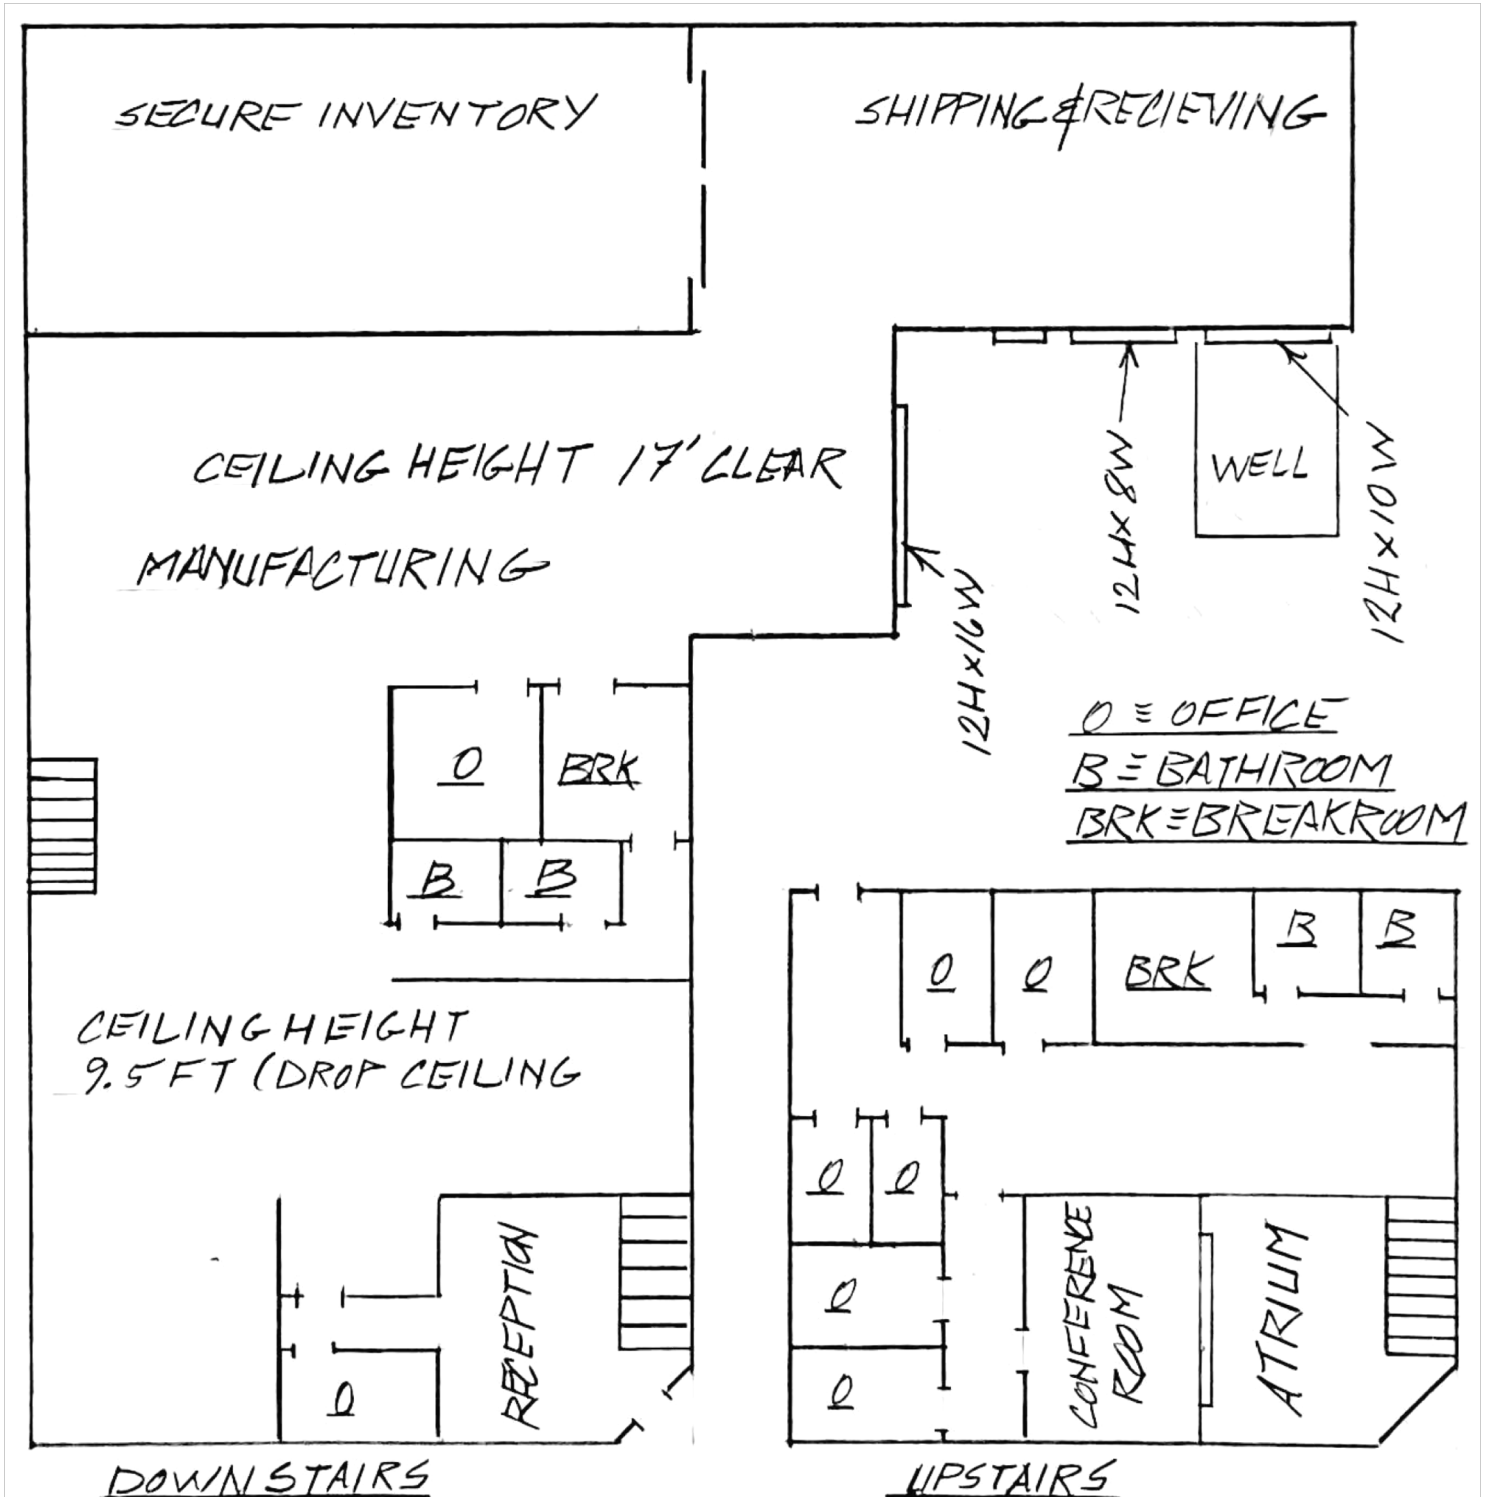 SECURE INVENTORY
SHIPPING & RECIEVING
CEILING HEIGHT 17' CLEAR
MANUFACTURING
WELL
12H x 16W
12H x 8W
12H x 10W
O ≡ OFFICE
B ≡ BATHROOM
BRK ≡ BREAKROOM
O
BRK
B
B
CEILING HEIGHT
9.5 FT (DROP CEILING
RECEPTION
O
DOWNSTAIRS
O
O
BRK
B
B
O
O
O
O
CONFERENCE
ROOM
ATRIUM
UPSTAIRS